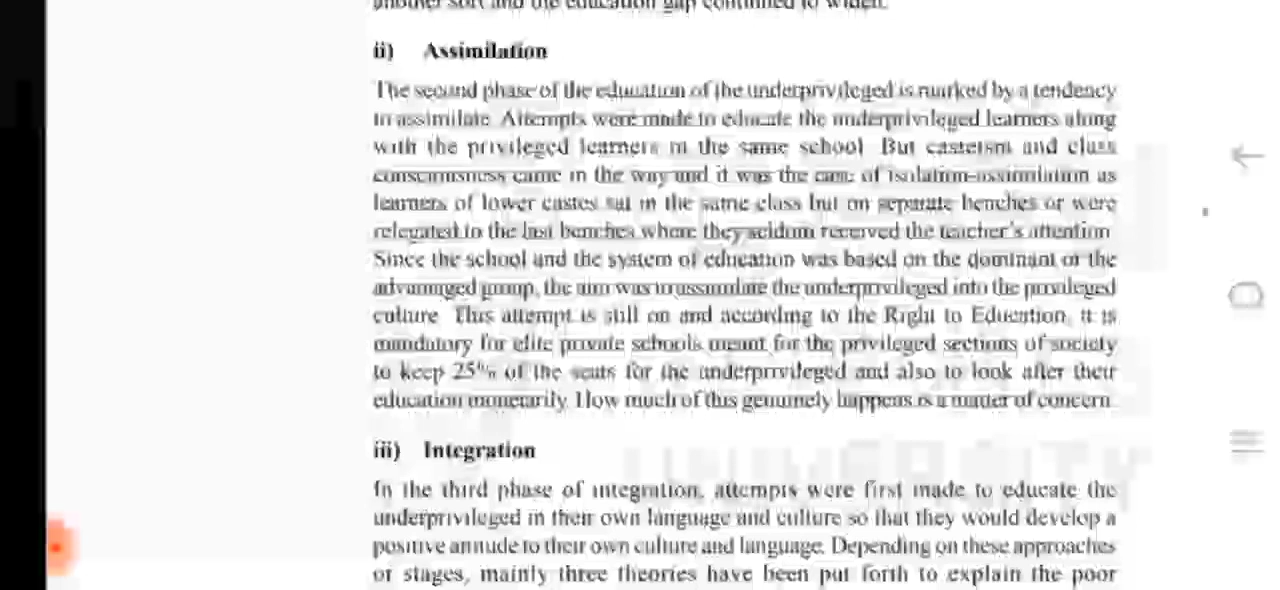 another sort and the education gap continued to widen.
ii) Assimilation
The second phase of the education of the underprivileged is marked by a tendency
to assimilate. Attempts were made to educate the underprivileged learners along
with the privileged learners in the same school. But casteism and class
consciousness came in the way and it was the case of isolation-assimilation as
learners of lower castes sat in the same class but on separate benches or were
relegated to the last benches where they seldom received the teacher's attention.
Since the school and the system of education was based on the dominant or the
advantaged group, the aim was to assimilate the underprivileged into the privileged
culture. This attempt is still on and according to the Right to Education, it is
mandatory for elite private schools meant for the privileged sections of society
to keep 25% of the seats for the underprivileged and also to look after their
education monetarily. How much of this genuinely happens is a matter of concern.
iii) Integration
In the third phase of integration, attempts were first made to educate the
underprivileged in their own language and culture so that they would develop a
positive attitude to their own culture and language. Depending on these approaches
or stages, mainly three theories have been put forth to explain the poor
UNIVERSITY